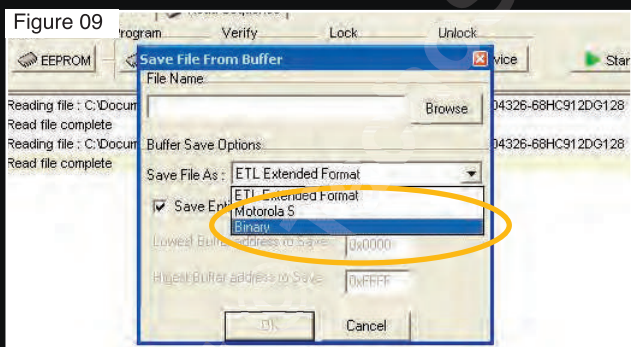 Figure 09
Verify
Lock
Unlock
EEPROM
Save File From Buffer
vice
Star
File Name
Browse
Reading file : C:\Docum
04326-68HC912DG128
Read file complete
Reading file : C:\Docum
04326-68HC912DG128
Read file complete
Buffer Save Options
Save File As :
ETL Extended Format
ETL Extended Format
Motorola S
Binary
Save Enti
Lowest Buffer address to Save
0x0000
Higest Buffer address to Save
0xFFFF
OK
Cancel